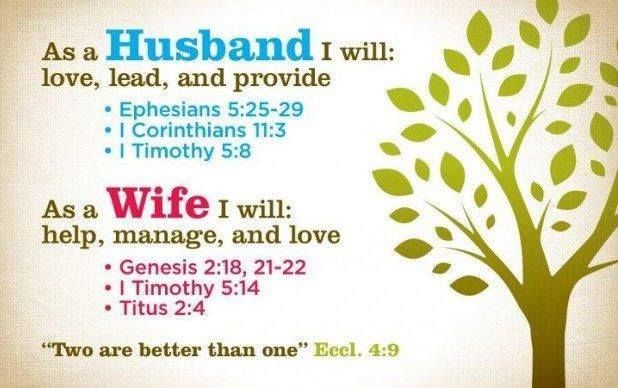 As a Husband I will:
love, lead, and provide
• Ephesians 5:25-29
• I Corinthians 11:3
• I Timothy 5:8
As a Wife I will:
help, manage, and love
• Genesis 2:18, 21-22
• I Timothy 5:14
• Titus 2:4
“Two are better than one” Eccl. 4:9